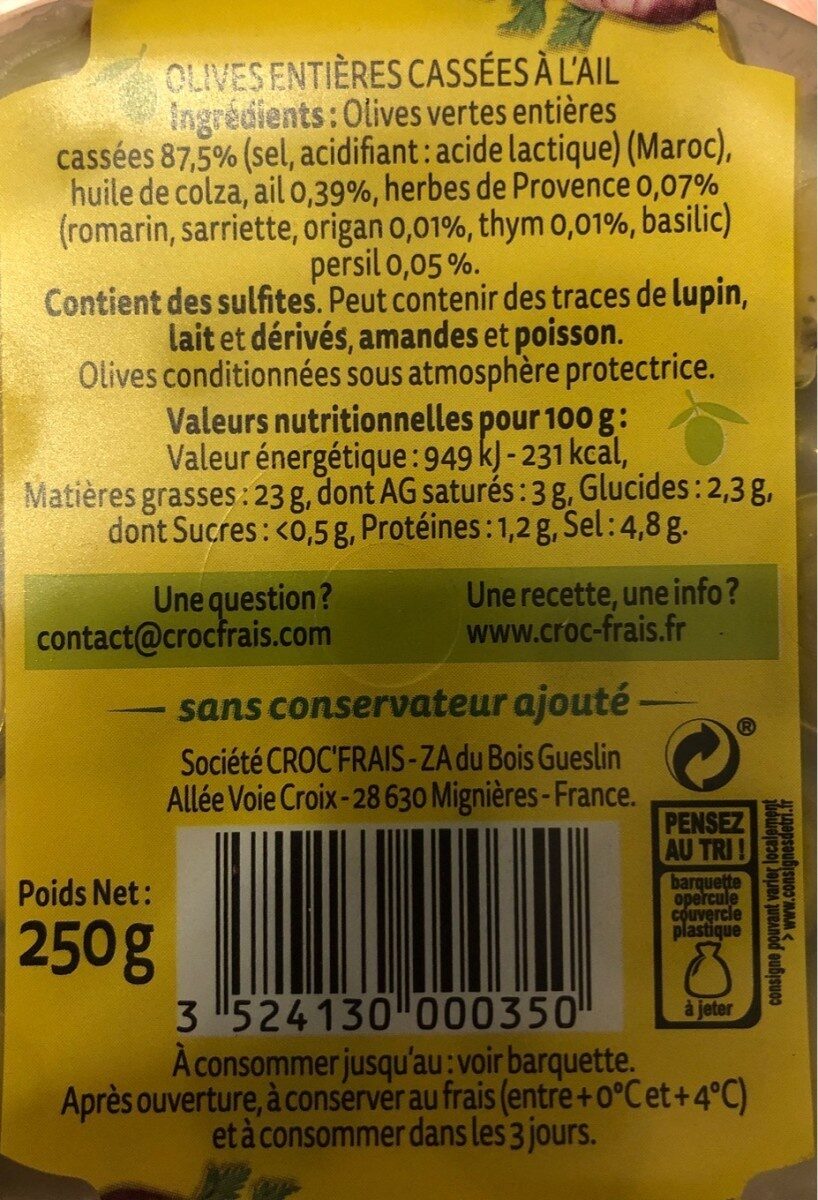 OLIVES ENTIÈRES CASSÉES À L'AIL
Ingrédients : Olives vertes entières
cassées 87,5% (sel, acidifiant : acide lactique) (Maroc),
huile de colza, ail 0,39%, herbes de Provence 0,07%
(romarin, sarriette, origan 0,01%, thym 0,01%, basilic)
persil 0,05 %.
Contient des sulfites. Peut contenir des traces de lupin,
lait et dérivés, amandes et poisson.
Olives conditionnées sous atmosphère protectrice.
Valeurs nutritionnelles pour 100 g :
Valeur énergétique : 949 kJ - 231 kcal,
Matières grasses : 23 g, dont AG saturés : 3 g, Glucides : 2,3 g,
dont Sucres : <0,5 g, Protéines : 1,2 g, Sel : 4,8 g.
Une question ?
contact@crocfrais.com
Une recette, une info ?
www.croc-frais.fr
sans conservateur ajouté
Société CROC'FRAIS - ZA du Bois Gueslin
Allée Voie Croix - 28 630 Mignières - France.
®
PENSEZ
AU TRI !
barquette
opercule
couvercle
plastique
à jeter
consigne pouvant varier localement
> www.consignesdetri.fr
Poids Net :
250 g
3 524130 000350
À consommer jusqu'au : voir barquette.
Après ouverture, à conserver au frais (entre + 0°C et + 4°C)
et à consommer dans les 3 jours.